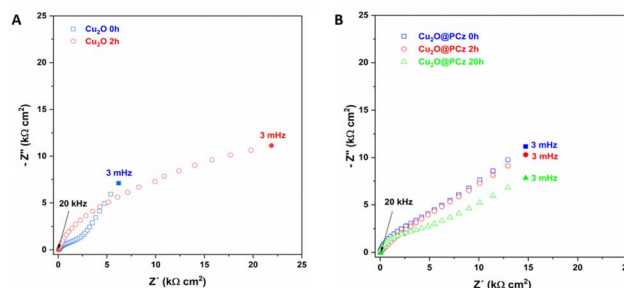 A
Cu₂O 0h
Cu₂O 2h
25
20
15
10
5
0
- Z'' (kΩ cm²)
3 mHz
3 mHz
20 kHz
0 5 10 15 20 25
Z´ (kΩ cm²)
B
Cu₂O@PCz 0h
Cu₂O@PCz 2h
Cu₂O@PCz 20h
25
20
15
10
5
0
- Z'' (kΩ cm²)
3 mHz
3 mHz
3 mHz
20 kHz
0 5 10 15 20 25
Z´ (kΩ cm²)